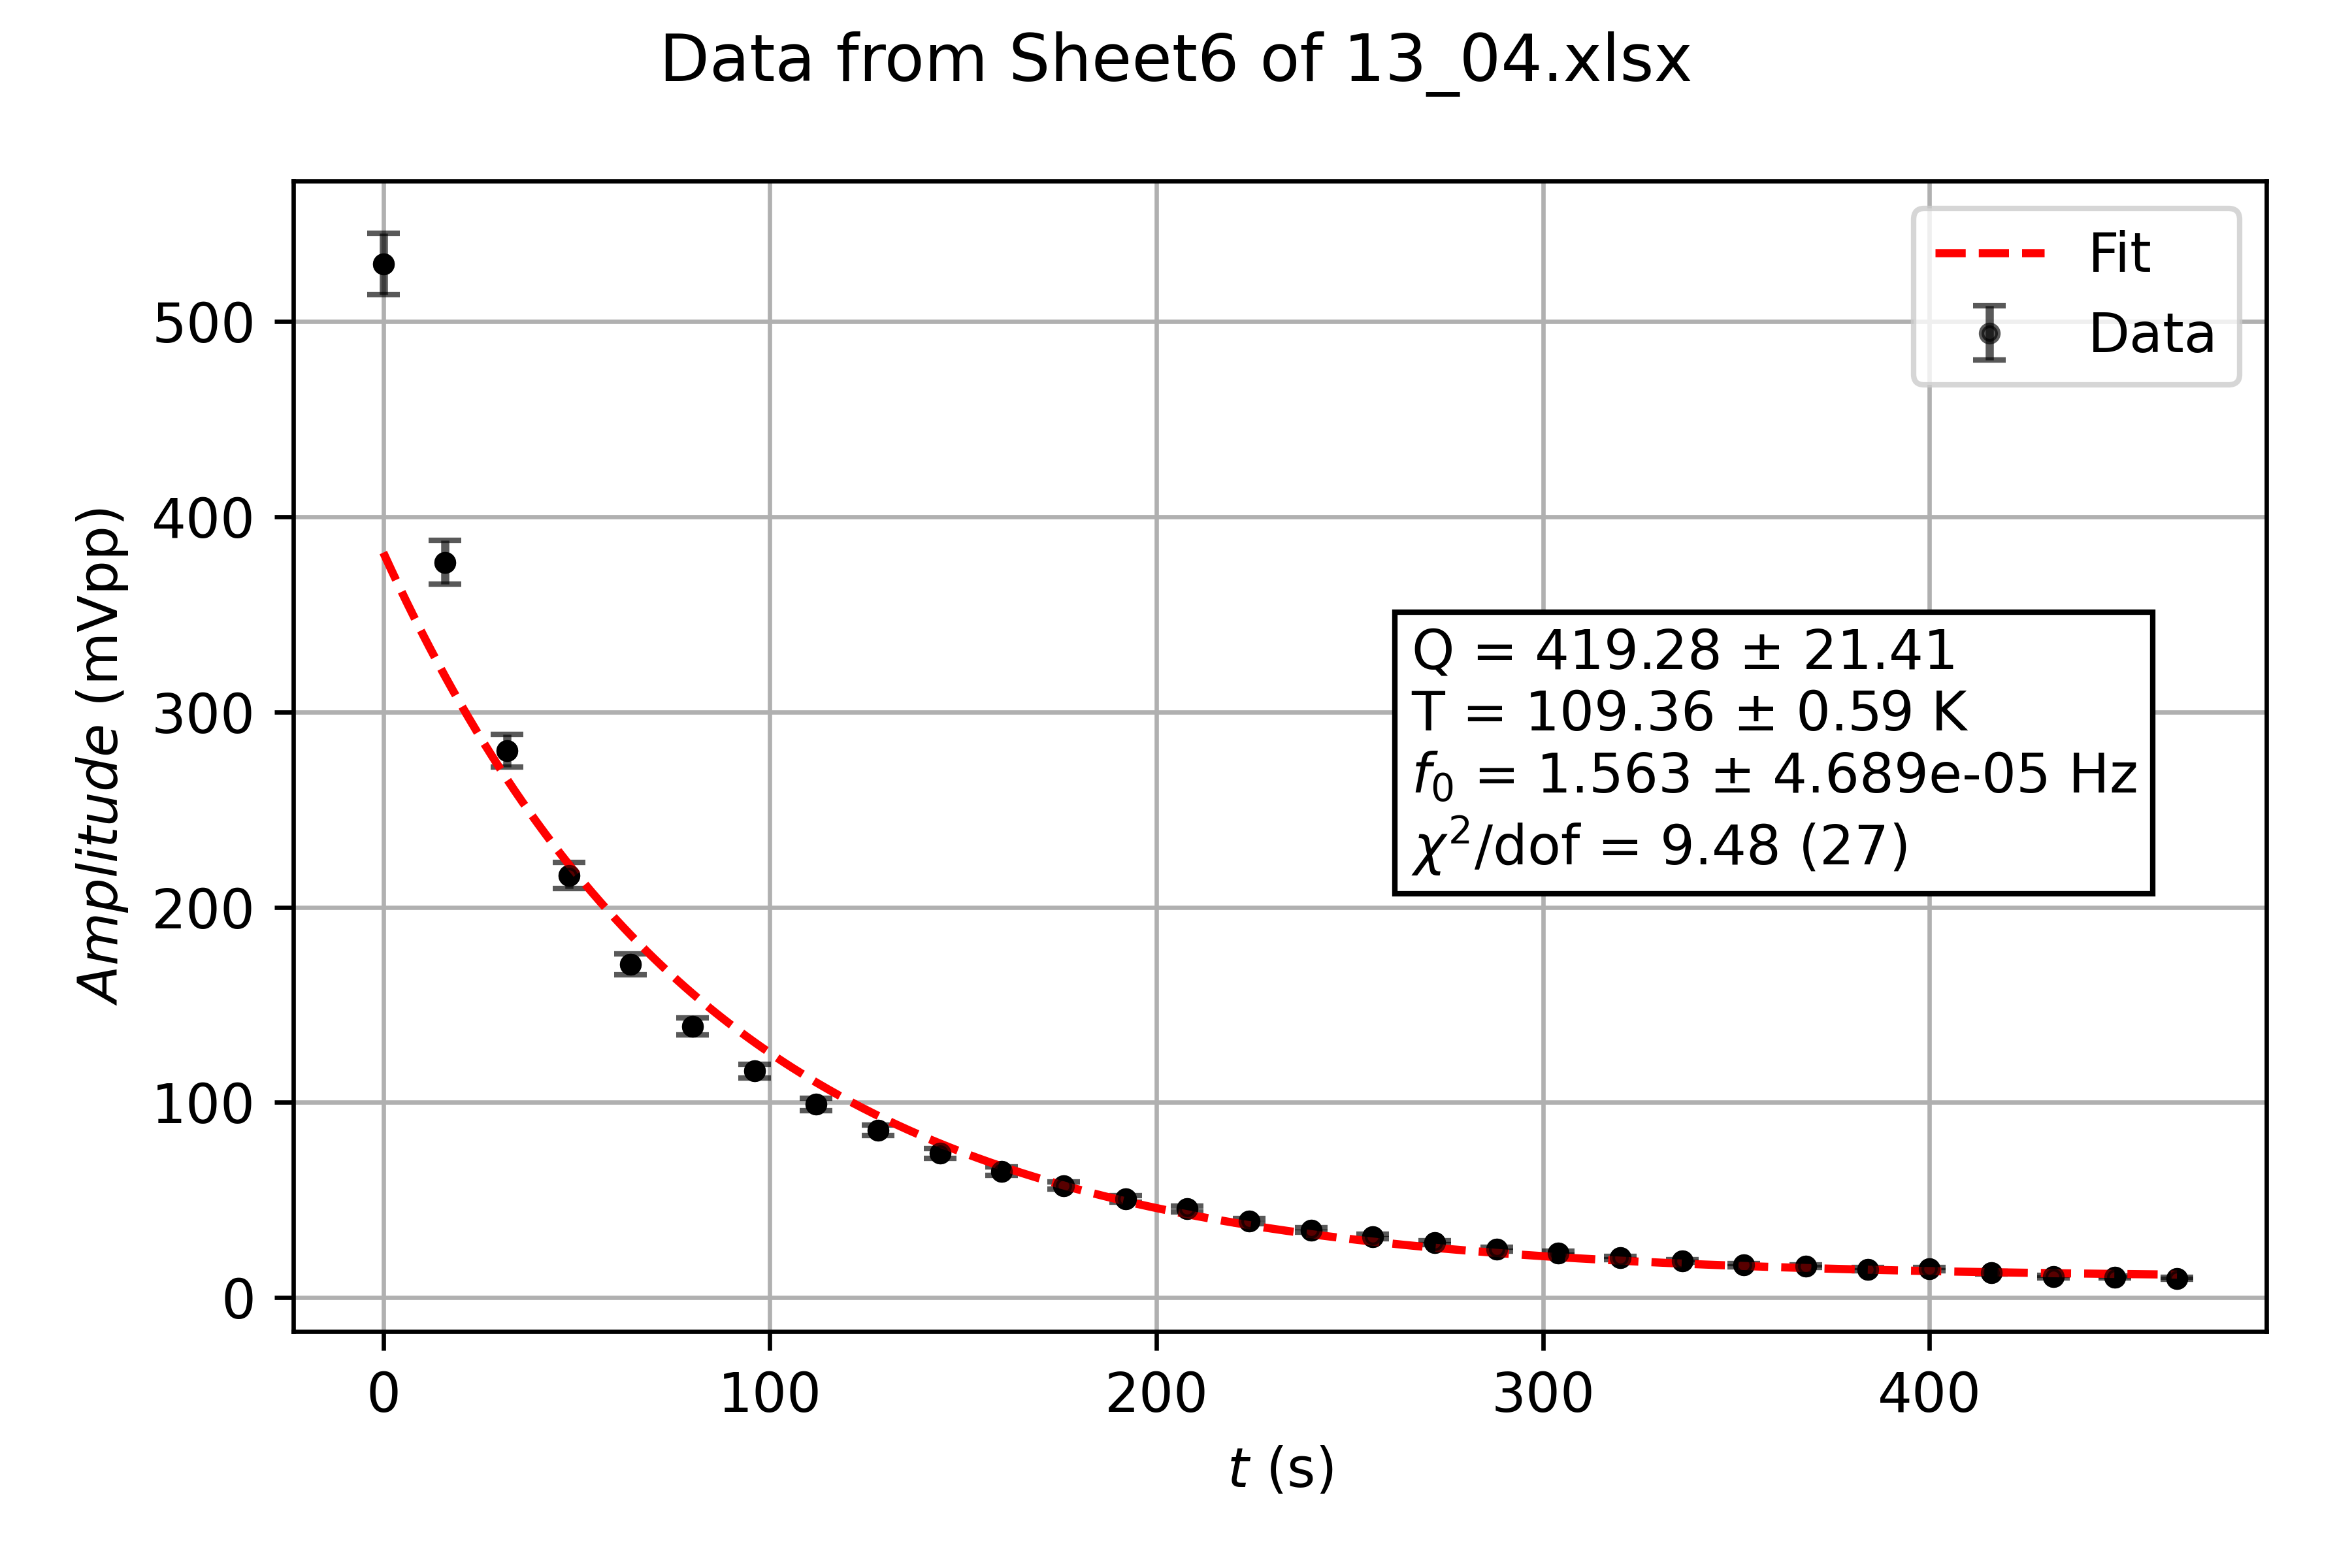 Data from Sheet6 of 13_04.xlsx
Fit
Data
Q = 419.28 ± 21.41
T = 109.36 ± 0.59 K
f₀ = 1.563 ± 4.689e-05 Hz
χ²/dof = 9.48 (27)
Amplitude (mVpp)
500
400
300
200
100
0
0 100 200 300 400
t (s)